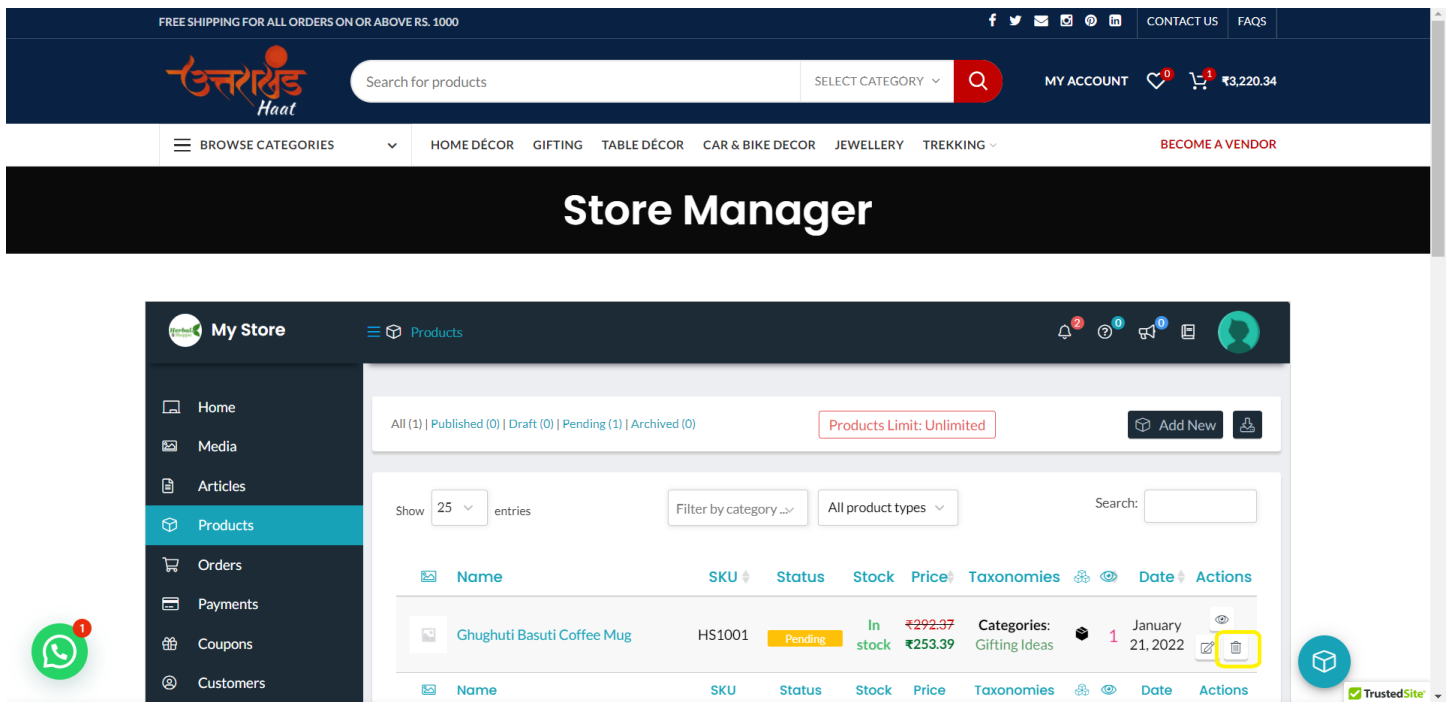 FREE SHIPPING FOR ALL ORDERS ON OR ABOVE RS. 1000
CONTACT US
FAQS
उत्तराखंड
Haat
Search for products
SELECT CATEGORY
MY ACCOUNT
0
1
₹3,220.34
BROWSE CATEGORIES
HOME DÉCOR
GIFTING
TABLE DÉCOR
CAR & BIKE DECOR
JEWELLERY
TREKKING
BECOME A VENDOR
Store Manager
Herbal
My Store
Products
2
0
0
Home
Media
Articles
Products
Orders
Payments
Coupons
Customers
All (1) | Published (0) | Draft (0) | Pending (1) | Archived (0)
Products Limit: Unlimited
Add New
Show 25 entries
Filter by category ...
All product types
Search:
Name SKU Status Stock Price Taxonomies Date Actions
Ghughuti Basuti Coffee Mug
HS1001
Pending
In stock
₹292.37
₹253.39
Categories:
Gifting Ideas
1
January
21, 2022
Name SKU Status Stock Price Taxonomies Date Actions
1
TrustedSite